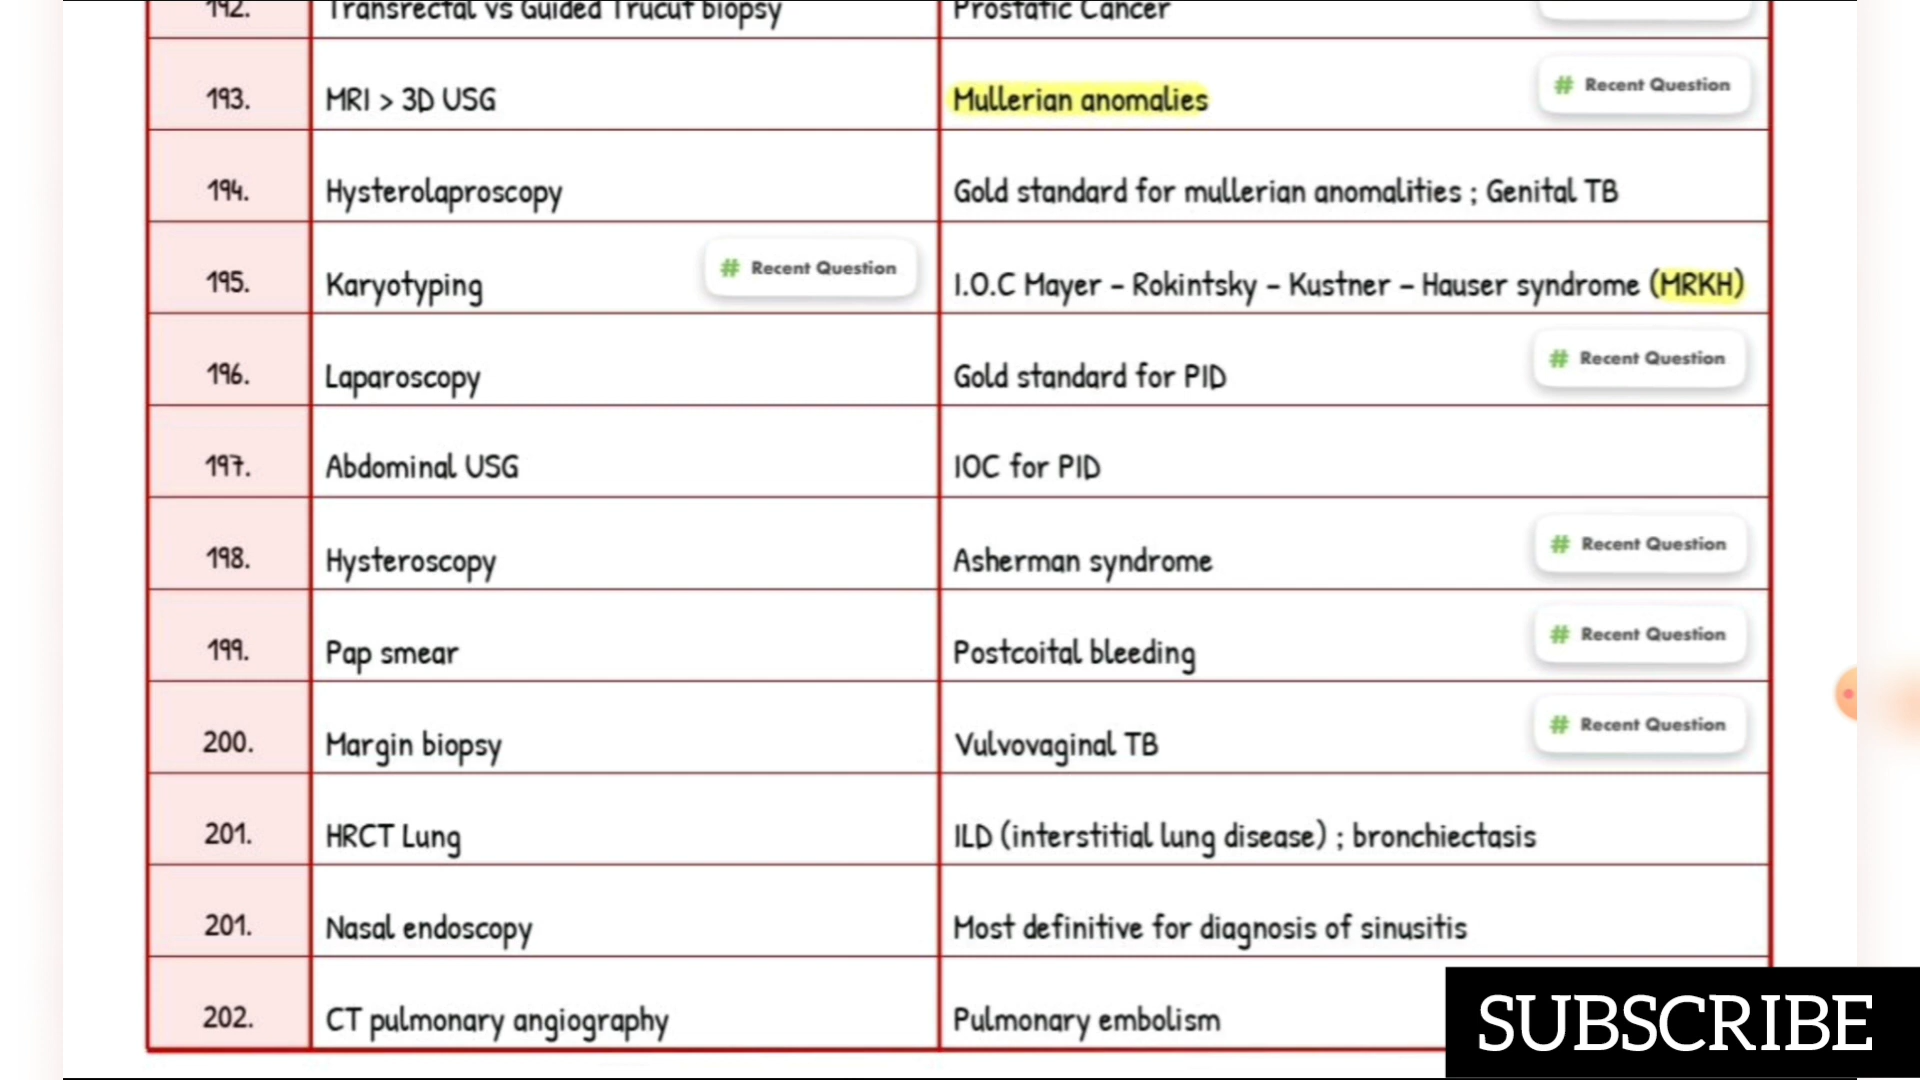 192. Transrectal vs Guided Trucut biopsy Prostatic Cancer
193. MRI > 3D USG Mullerian anomalies # Recent Question
194. Hysterolaproscopy Gold standard for mullerian anomalities ; Genital TB
195. Karyotyping # Recent Question I.O.C Mayer – Rokintsky – Kustner – Hauser syndrome (MRKH)
196. Laparoscopy Gold standard for PID # Recent Question
197. Abdominal USG IOC for PID
198. Hysteroscopy Asherman syndrome # Recent Question
199. Pap smear Postcoital bleeding # Recent Question
200. Margin biopsy Vulvovaginal TB # Recent Question
201. HRCT Lung ILD (interstitial lung disease) ; bronchiectasis
201. Nasal endoscopy Most definitive for diagnosis of sinusitis
202. CT pulmonary angiography Pulmonary embolism
SUBSCRIBE